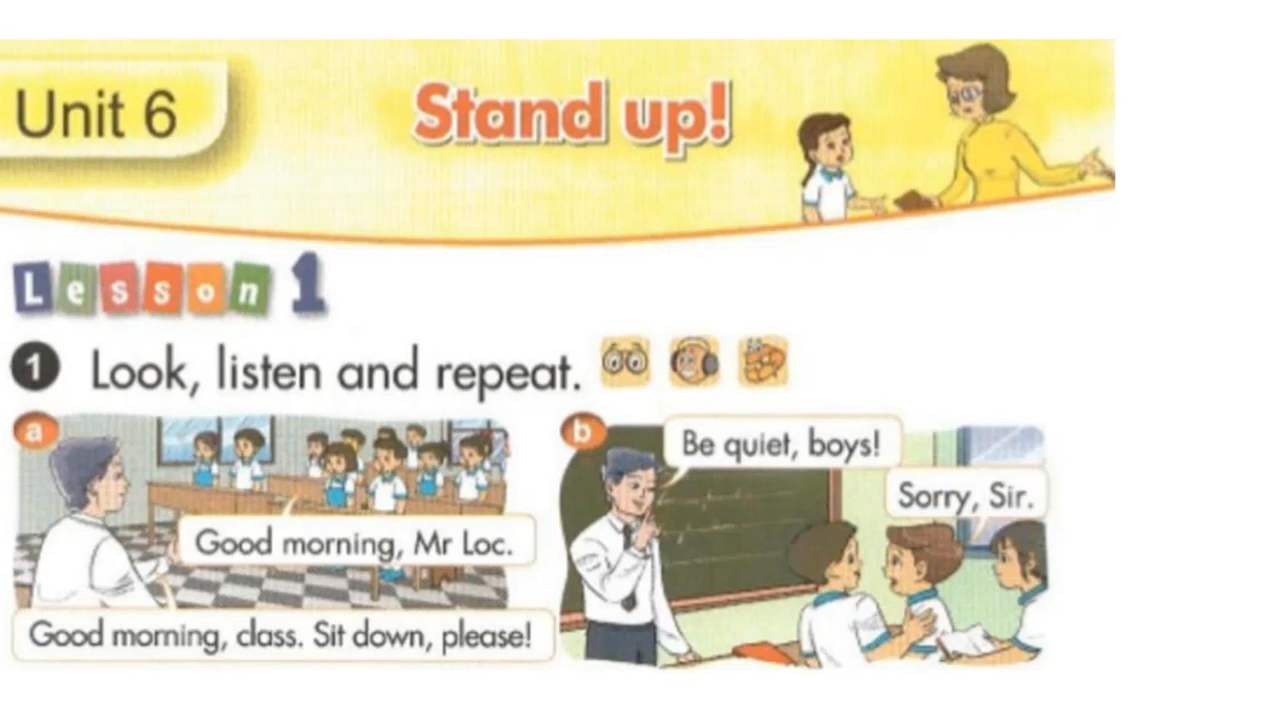 Unit 6
Stand up!
Lesson 1
1 Look, listen and repeat.
a
Good morning, Mr Loc.
Good morning, class. Sit down, please!
b
Be quiet, boys!
Sorry, Sir.